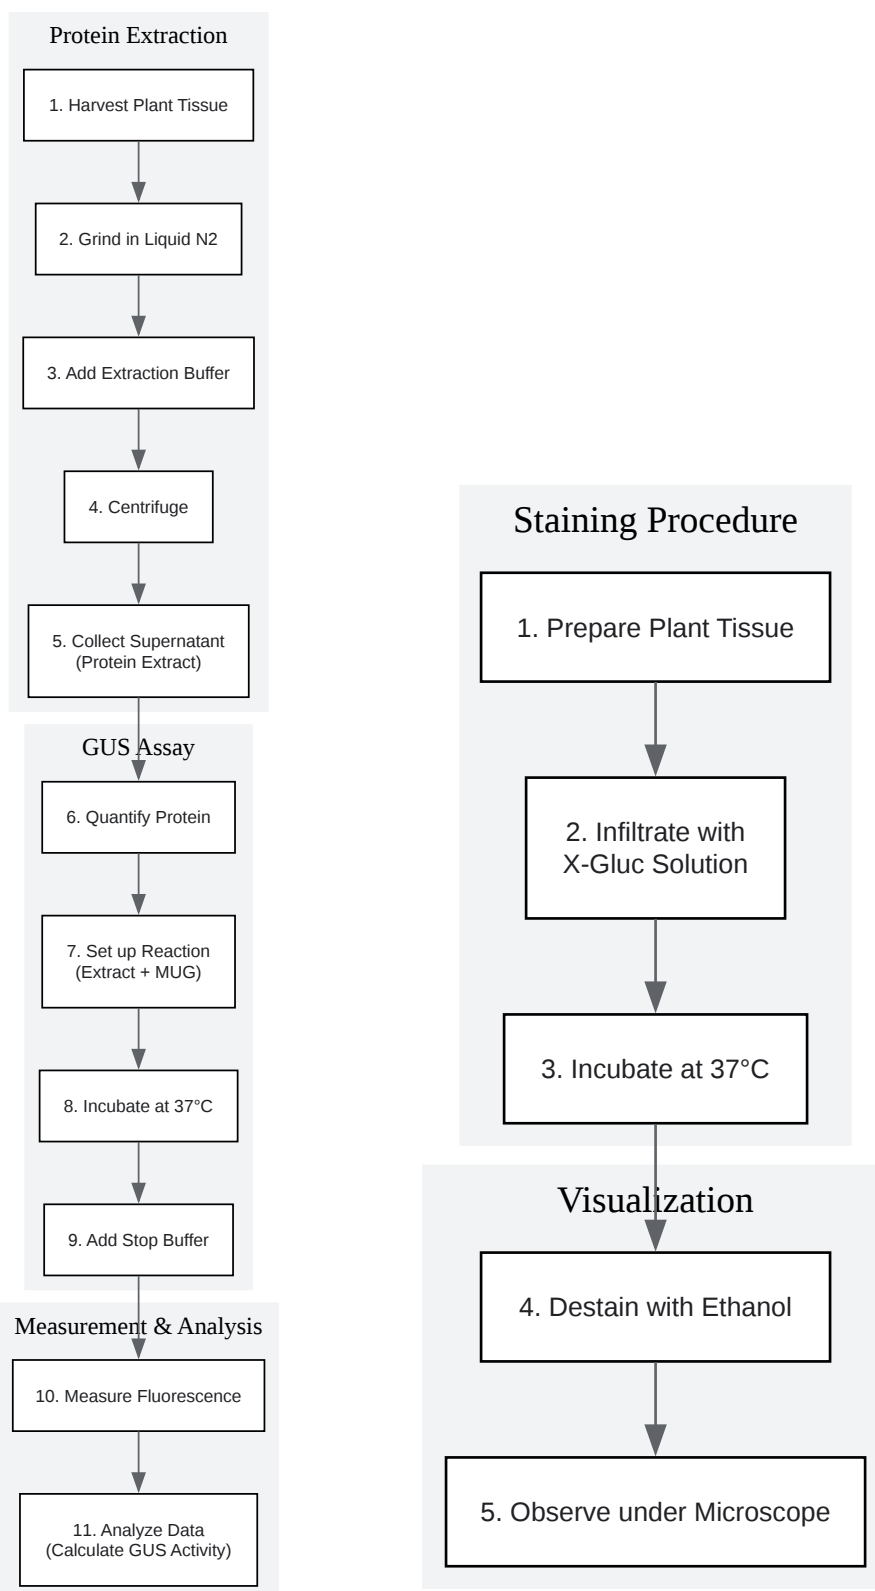 Protein Extraction
1. Harvest Plant Tissue
2. Grind in Liquid N2
3. Add Extraction Buffer
4. Centrifuge
5. Collect Supernatant
(Protein Extract)
GUS Assay
6. Quantify Protein
7. Set up Reaction
(Extract + MUG)
8. Incubate at 37°C
9. Add Stop Buffer
Measurement & Analysis
10. Measure Fluorescence
11. Analyze Data
(Calculate GUS Activity)
Staining Procedure
1. Prepare Plant Tissue
2. Infiltrate with
X-Gluc Solution
3. Incubate at 37°C
Visualization
4. Destain with Ethanol
5. Observe under Microscope